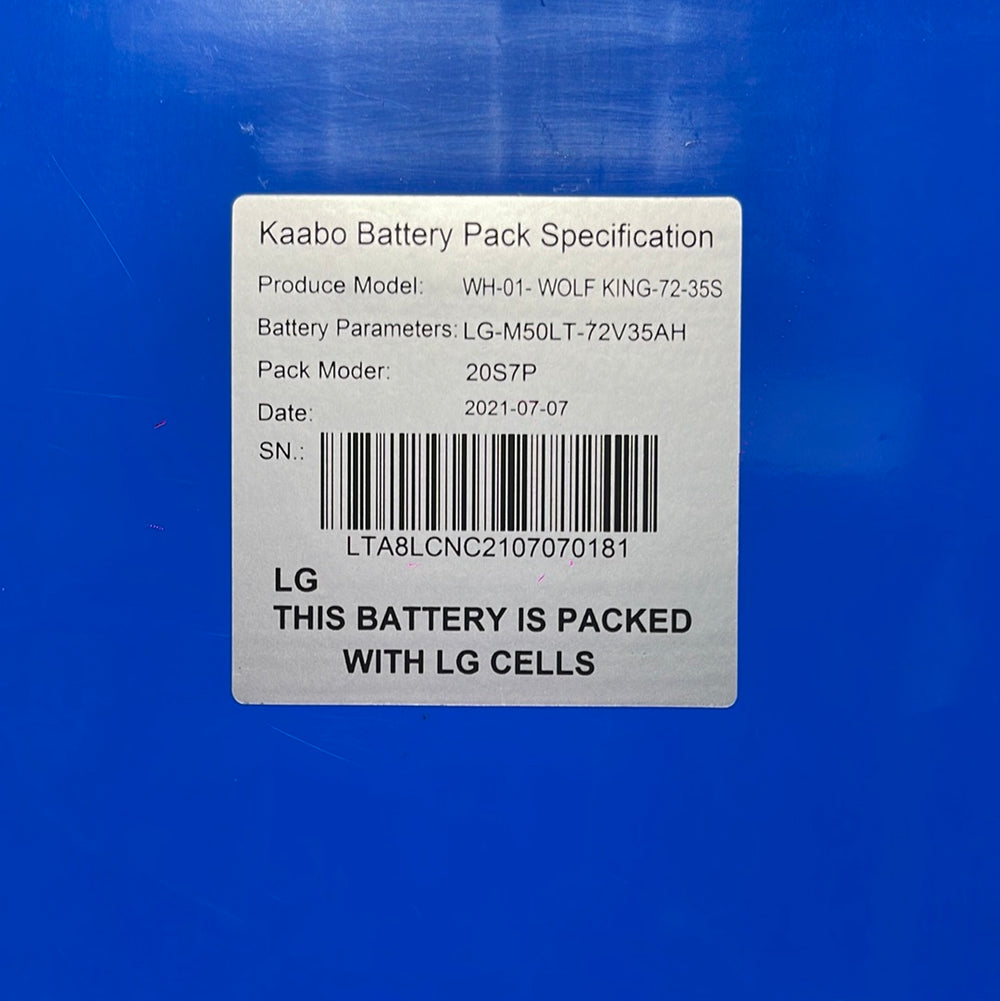 Kaabo Battery Pack Specification
Produce Model: WH-01- WOLF KING-72-35S
Battery Parameters: LG-M50LT-72V35AH
Pack Moder: 20S7P
Date: 2021-07-07
SN.:
LTA8LCNC2107070181
LG
THIS BATTERY IS PACKED
WITH LG CELLS